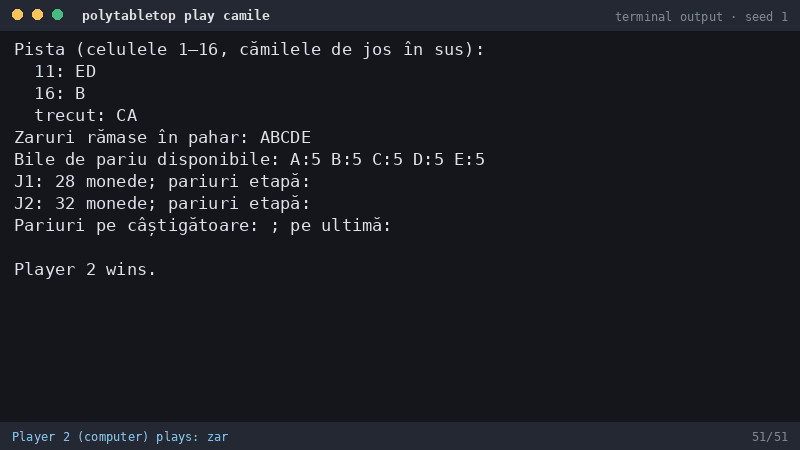 polytabletop play camile
terminal output · seed 1
Pista (celulele 1–16, cămilele de jos în sus):
11: ED
16: B
trecut: CA
Zaruri rămase în pahar: ABCDE
Bile de pariu disponibile: A:5 B:5 C:5 D:5 E:5
J1: 28 monede; pariuri etapă:
J2: 32 monede; pariuri etapă:
Pariuri pe câștigătoare: ; pe ultimă:
Player 2 wins.
Player 2 (computer) plays: zar
51/51